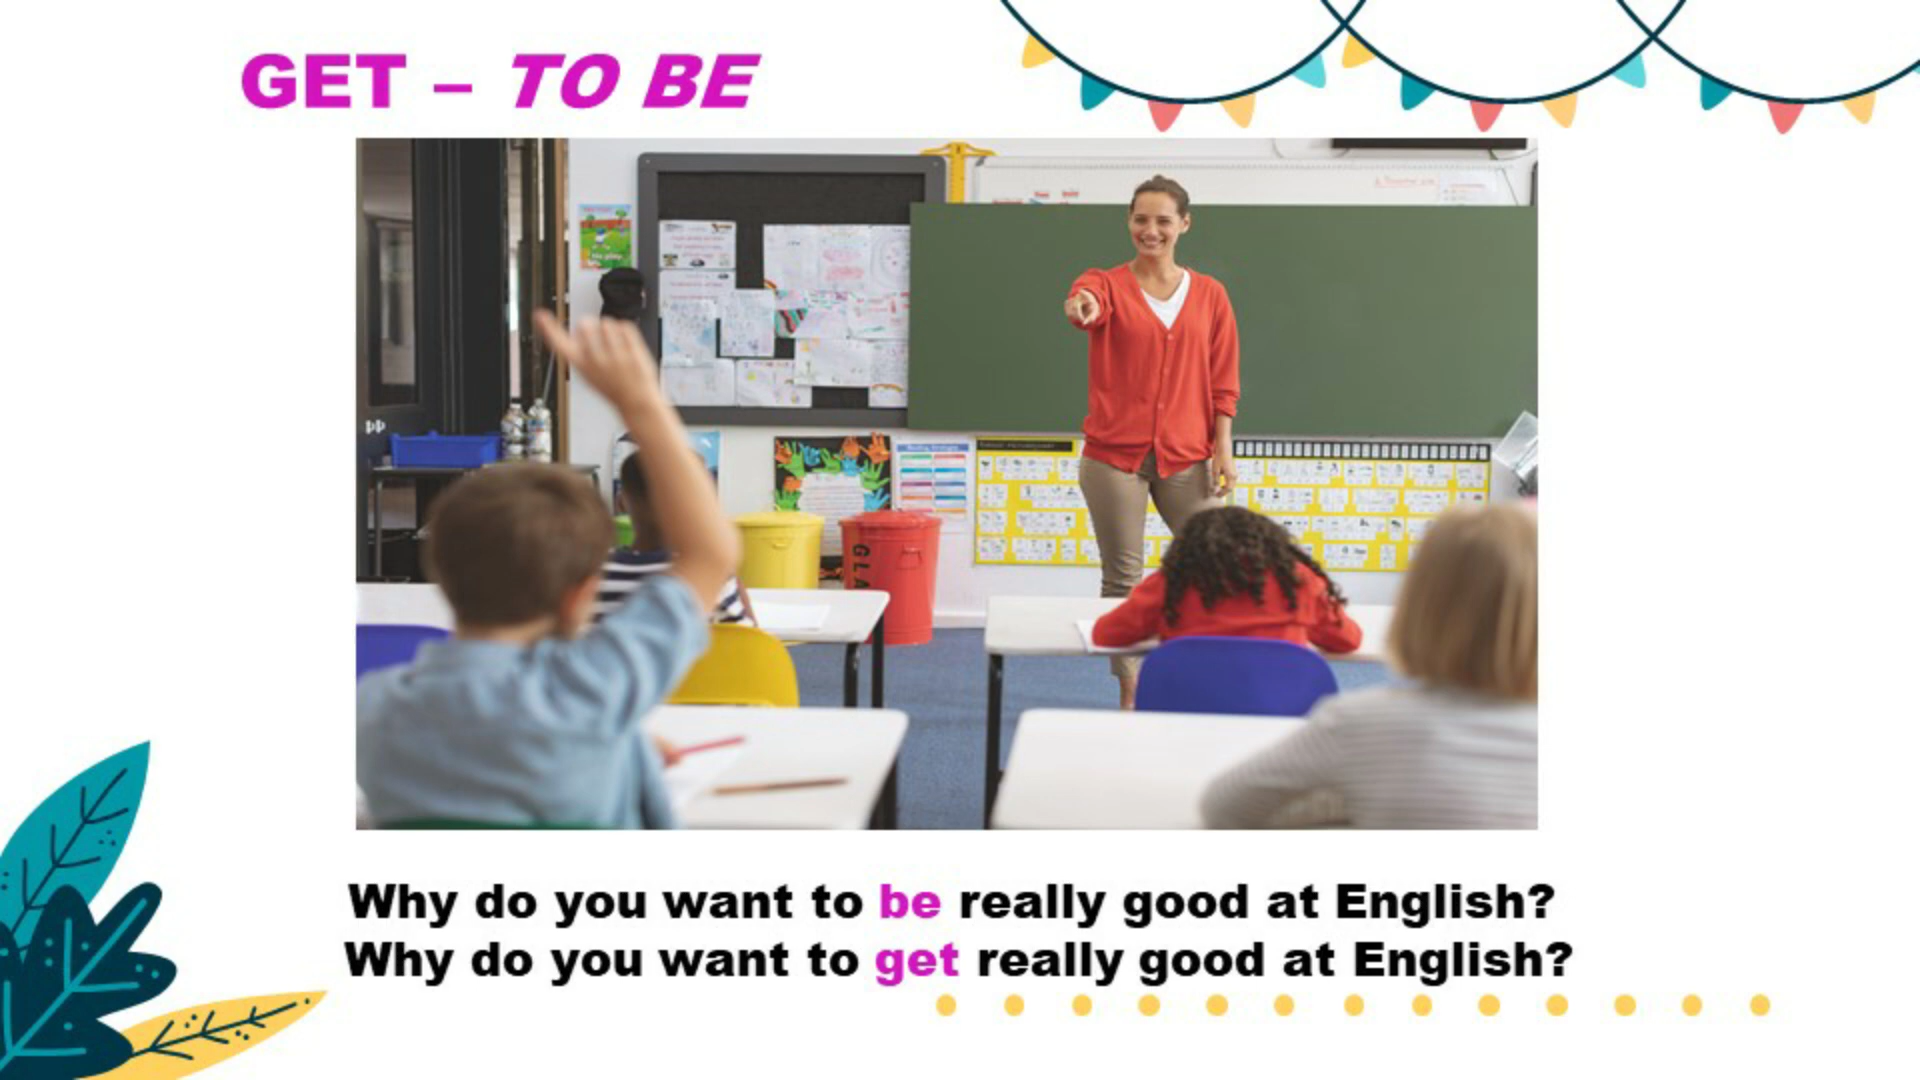 GET – TO BE
GLA
Why do you want to be really good at English?
Why do you want to get really good at English?